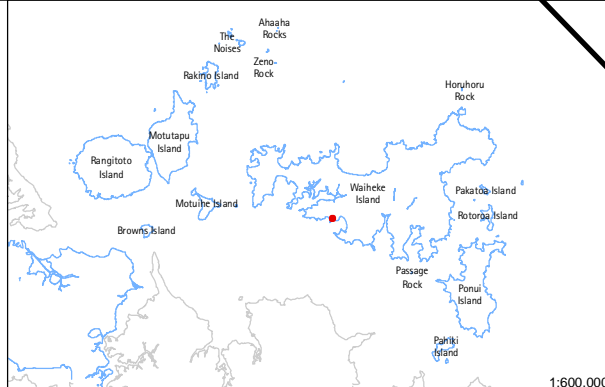 Ahaaha
Rocks
The
Noises
Zeno
Rock
Rakino Island
Horuhoru
Rock
Motutapu
Island
Rangitoto
Island
Waiheke
Island
Pakatoa Island
Motuihe Island
Rotoroa Island
Browns Island
Passage
Rock
Ponui
Island
Pahiki
Island
1:600,000